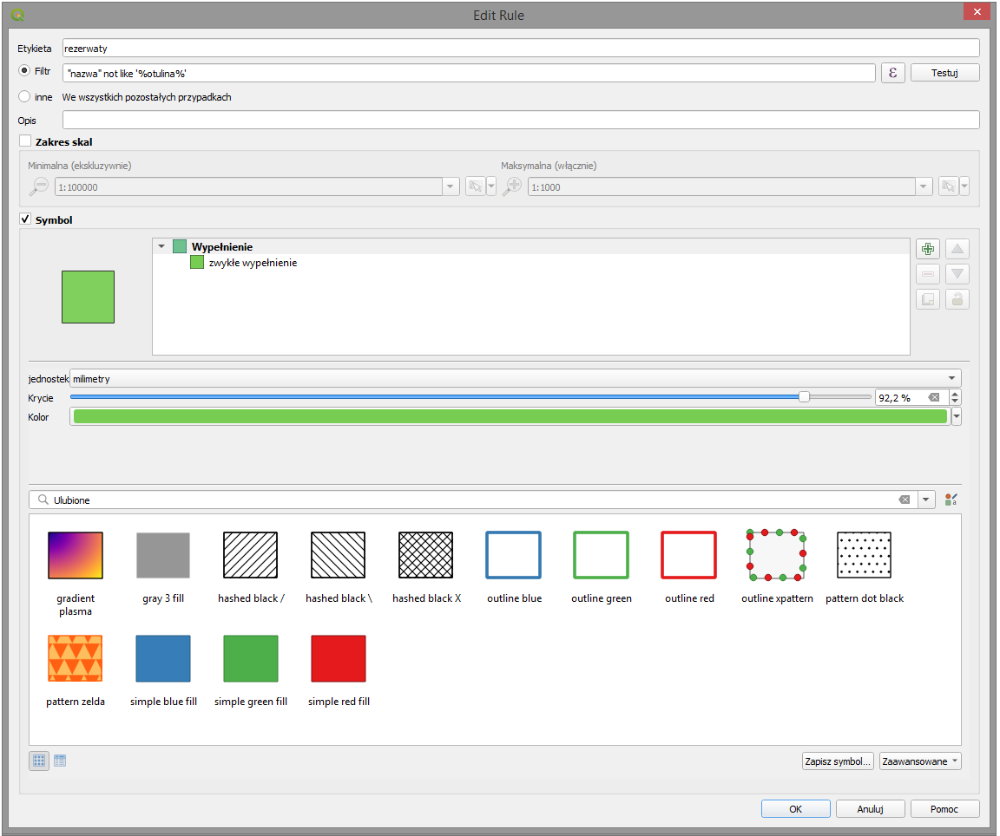 Edit Rule
Etykieta rezerwaty
Filtr "nazwa" not like '%otulina%' ε Testuj
inne We wszystkich pozostałych przypadkach
Opis
Zakres skal
Minimalna (ekskluzywnie) Maksymalna (włącznie)
1:100000 1:1000
Symbol
Wypełnienie
zwykłe wypełnienie
jednostek milimetry
Krycie 92,2 %
Kolor
Ulubione
gradient plasma gray 3 fill hashed black / hashed black \ hashed black X outline blue outline green outline red outline xpattern pattern dot black
pattern zelda simple blue fill simple green fill simple red fill
Zapisz symbol... Zaawansowane
OK Anuluj Pomoc